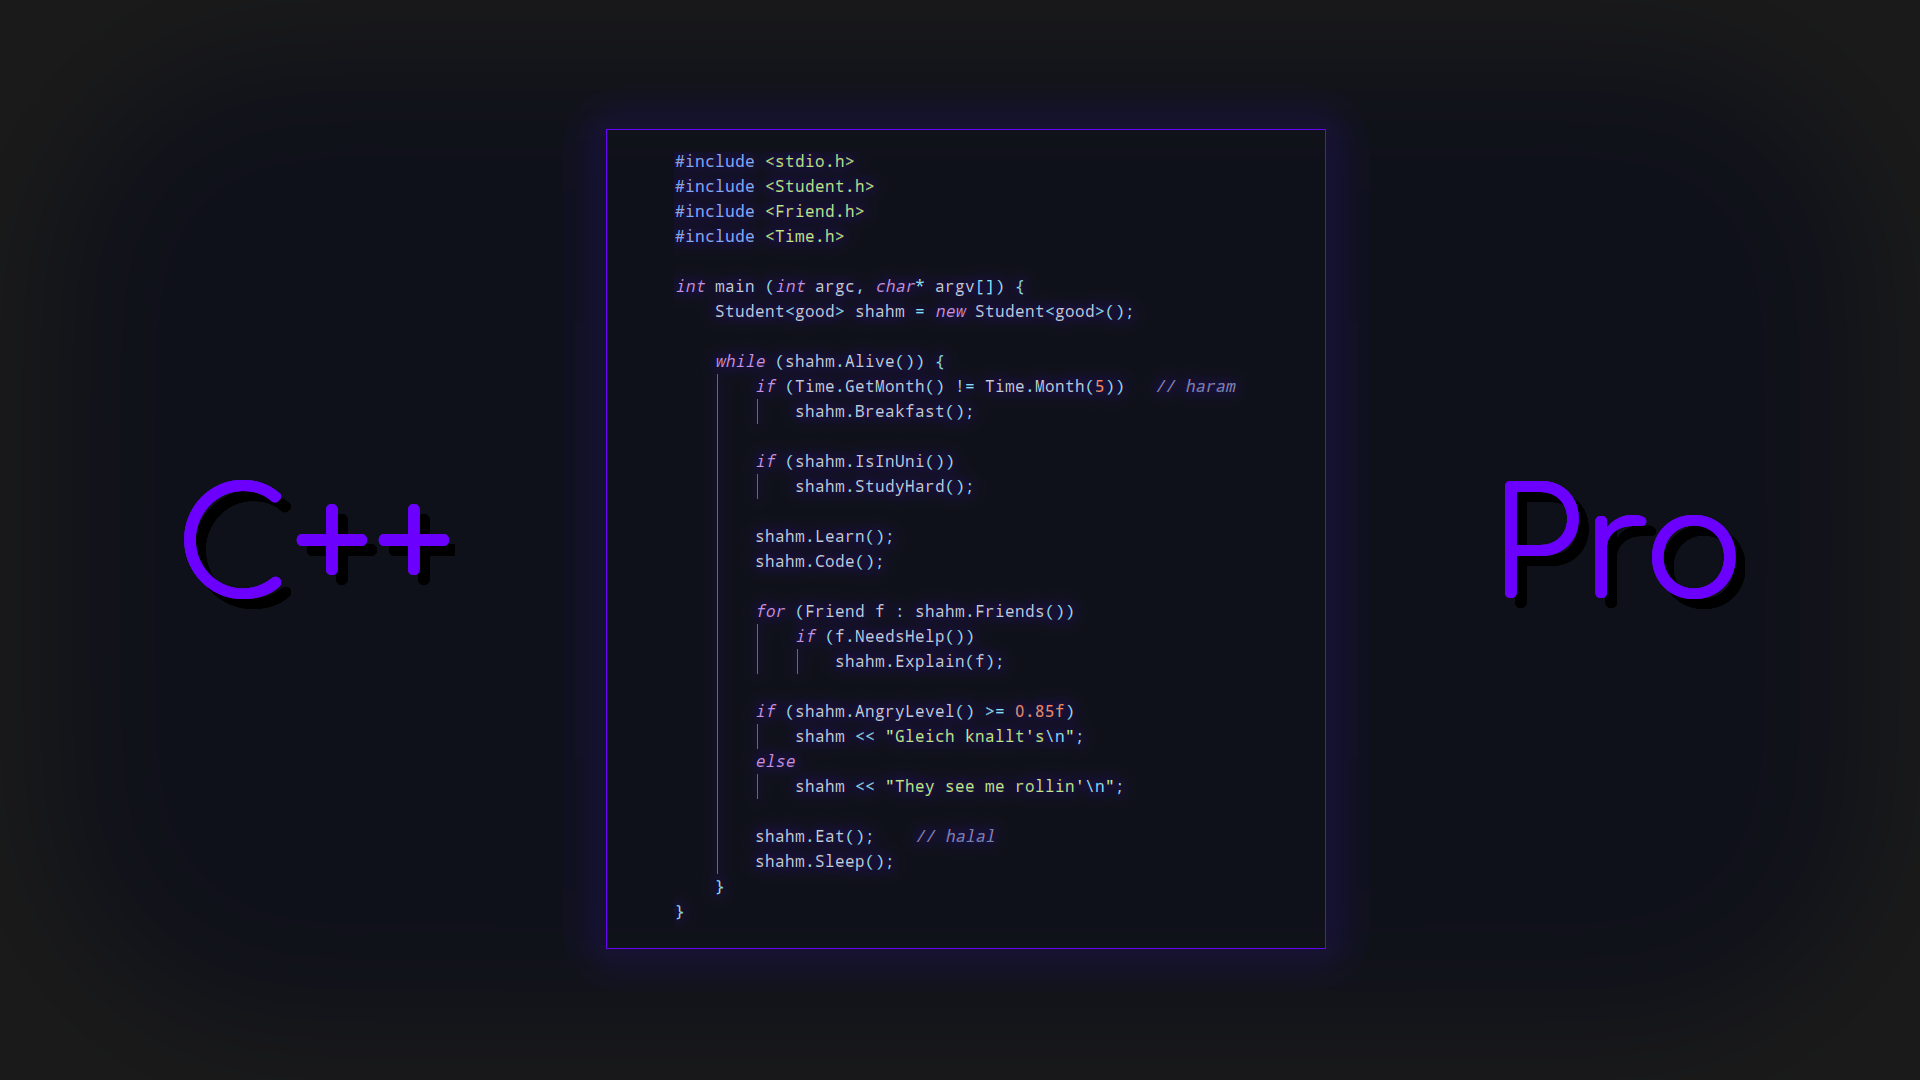 C++
#include <stdio.h>
#include <Student.h>
#include <Friend.h>
#include <Time.h>

int main (int argc, char* argv[]) {
    Student<good> shahm = new Student<good>();

    while (shahm.Alive()) {
        if (Time.GetMonth() != Time.Month(5))   // haram
            shahm.Breakfast();

        if (shahm.IsInUni())
            shahm.StudyHard();

        shahm.Learn();
        shahm.Code();

        for (Friend f : shahm.Friends())
            if (f.NeedsHelp())
                shahm.Explain(f);

        if (shahm.AngryLevel() >= 0.85f)
            shahm << "Gleich knallt's\n";
        else
            shahm << "They see me rollin'\n";

        shahm.Eat();    // halal
        shahm.Sleep();
    }
}
Pro